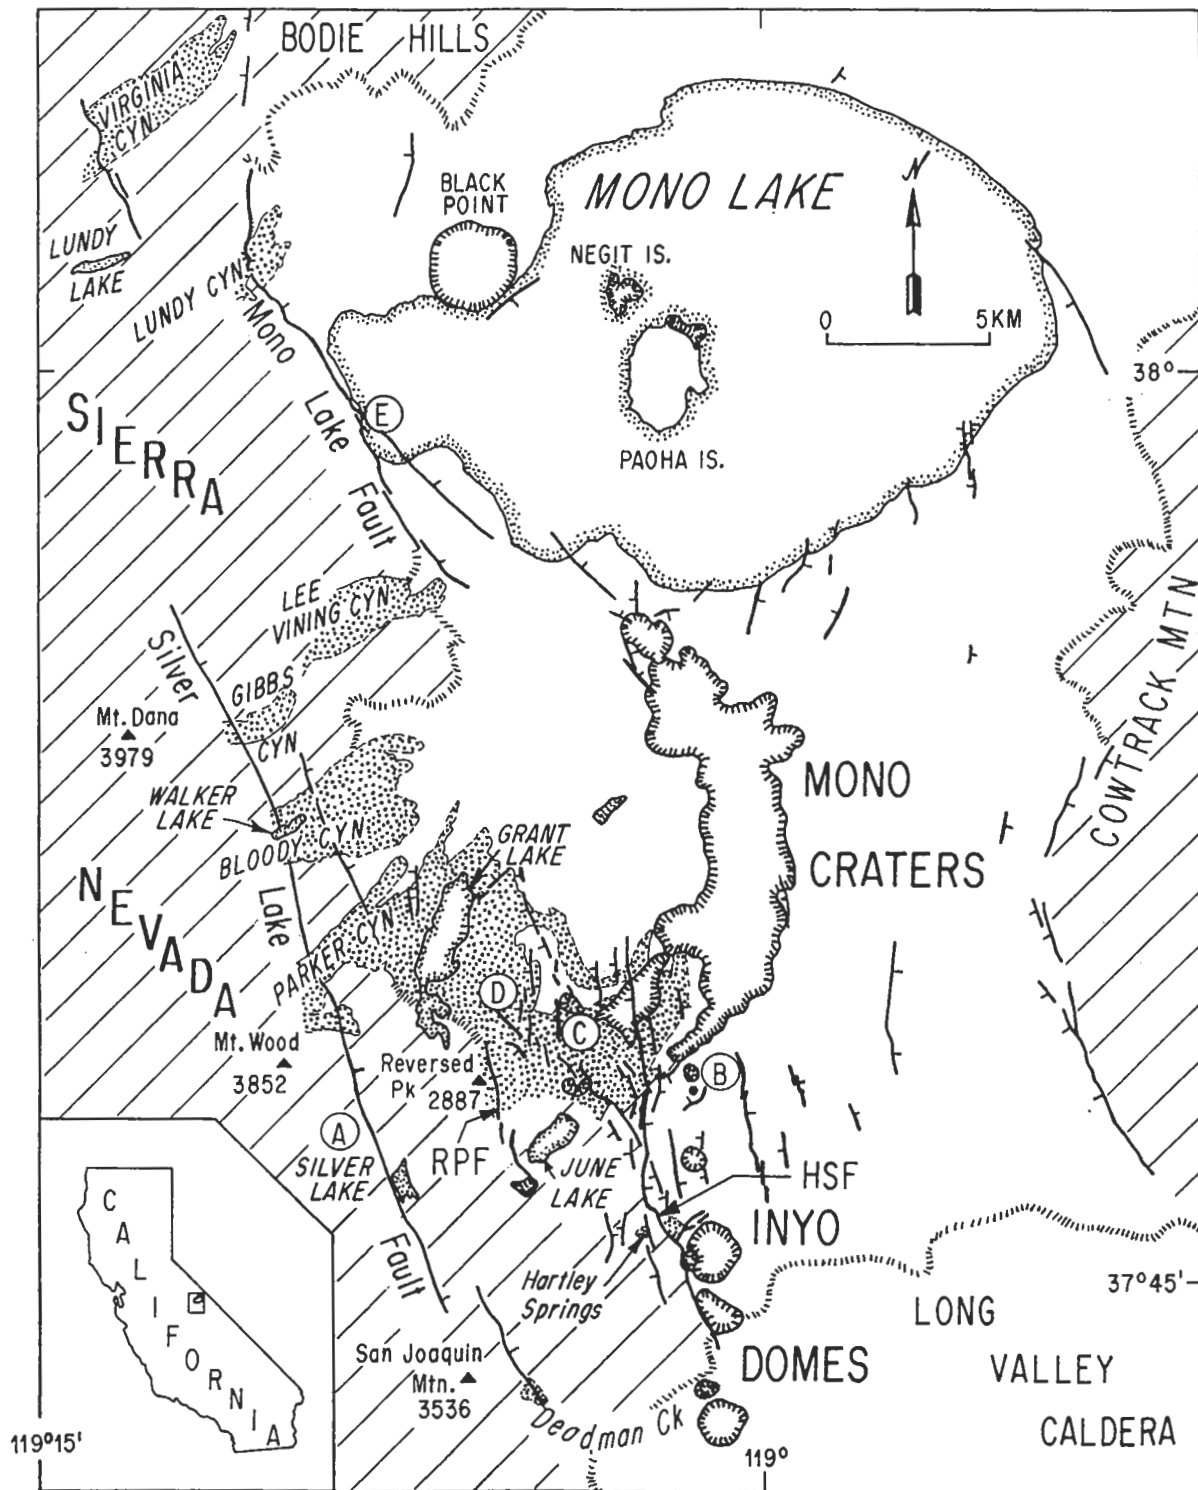 BODIE HILLS
VIRGINIA
CYN.
BLACK
POINT
MONO LAKE
N
LUNDY
LAKE
LUNDY CYN.
NEGIT IS.
0 5KM
Mono
Lake
Fault
38°
SIERRA
E
PAOHA IS.
LEE
VINING CYN
Silver
Lake
Fault
GIBBS
CYN
Mt. Dana
3979
COWTRACK MTN
MONO
CRATERS
WALKER
LAKE
BLOODY CYN
GRANT
LAKE
NEVADA
PARKER CYN
D
C
Mt. Wood
3852
Reversed
Pk 2887
B
A
SILVER
LAKE
RPF
JUNE
LAKE
HSF
INYO
DOMES
Hartley
Springs
37°45'
LONG
VALLEY
CALDERA
San Joaquin
Mtn.
3536
Deadman Ck
CALIFORNIA
119°15'
119°